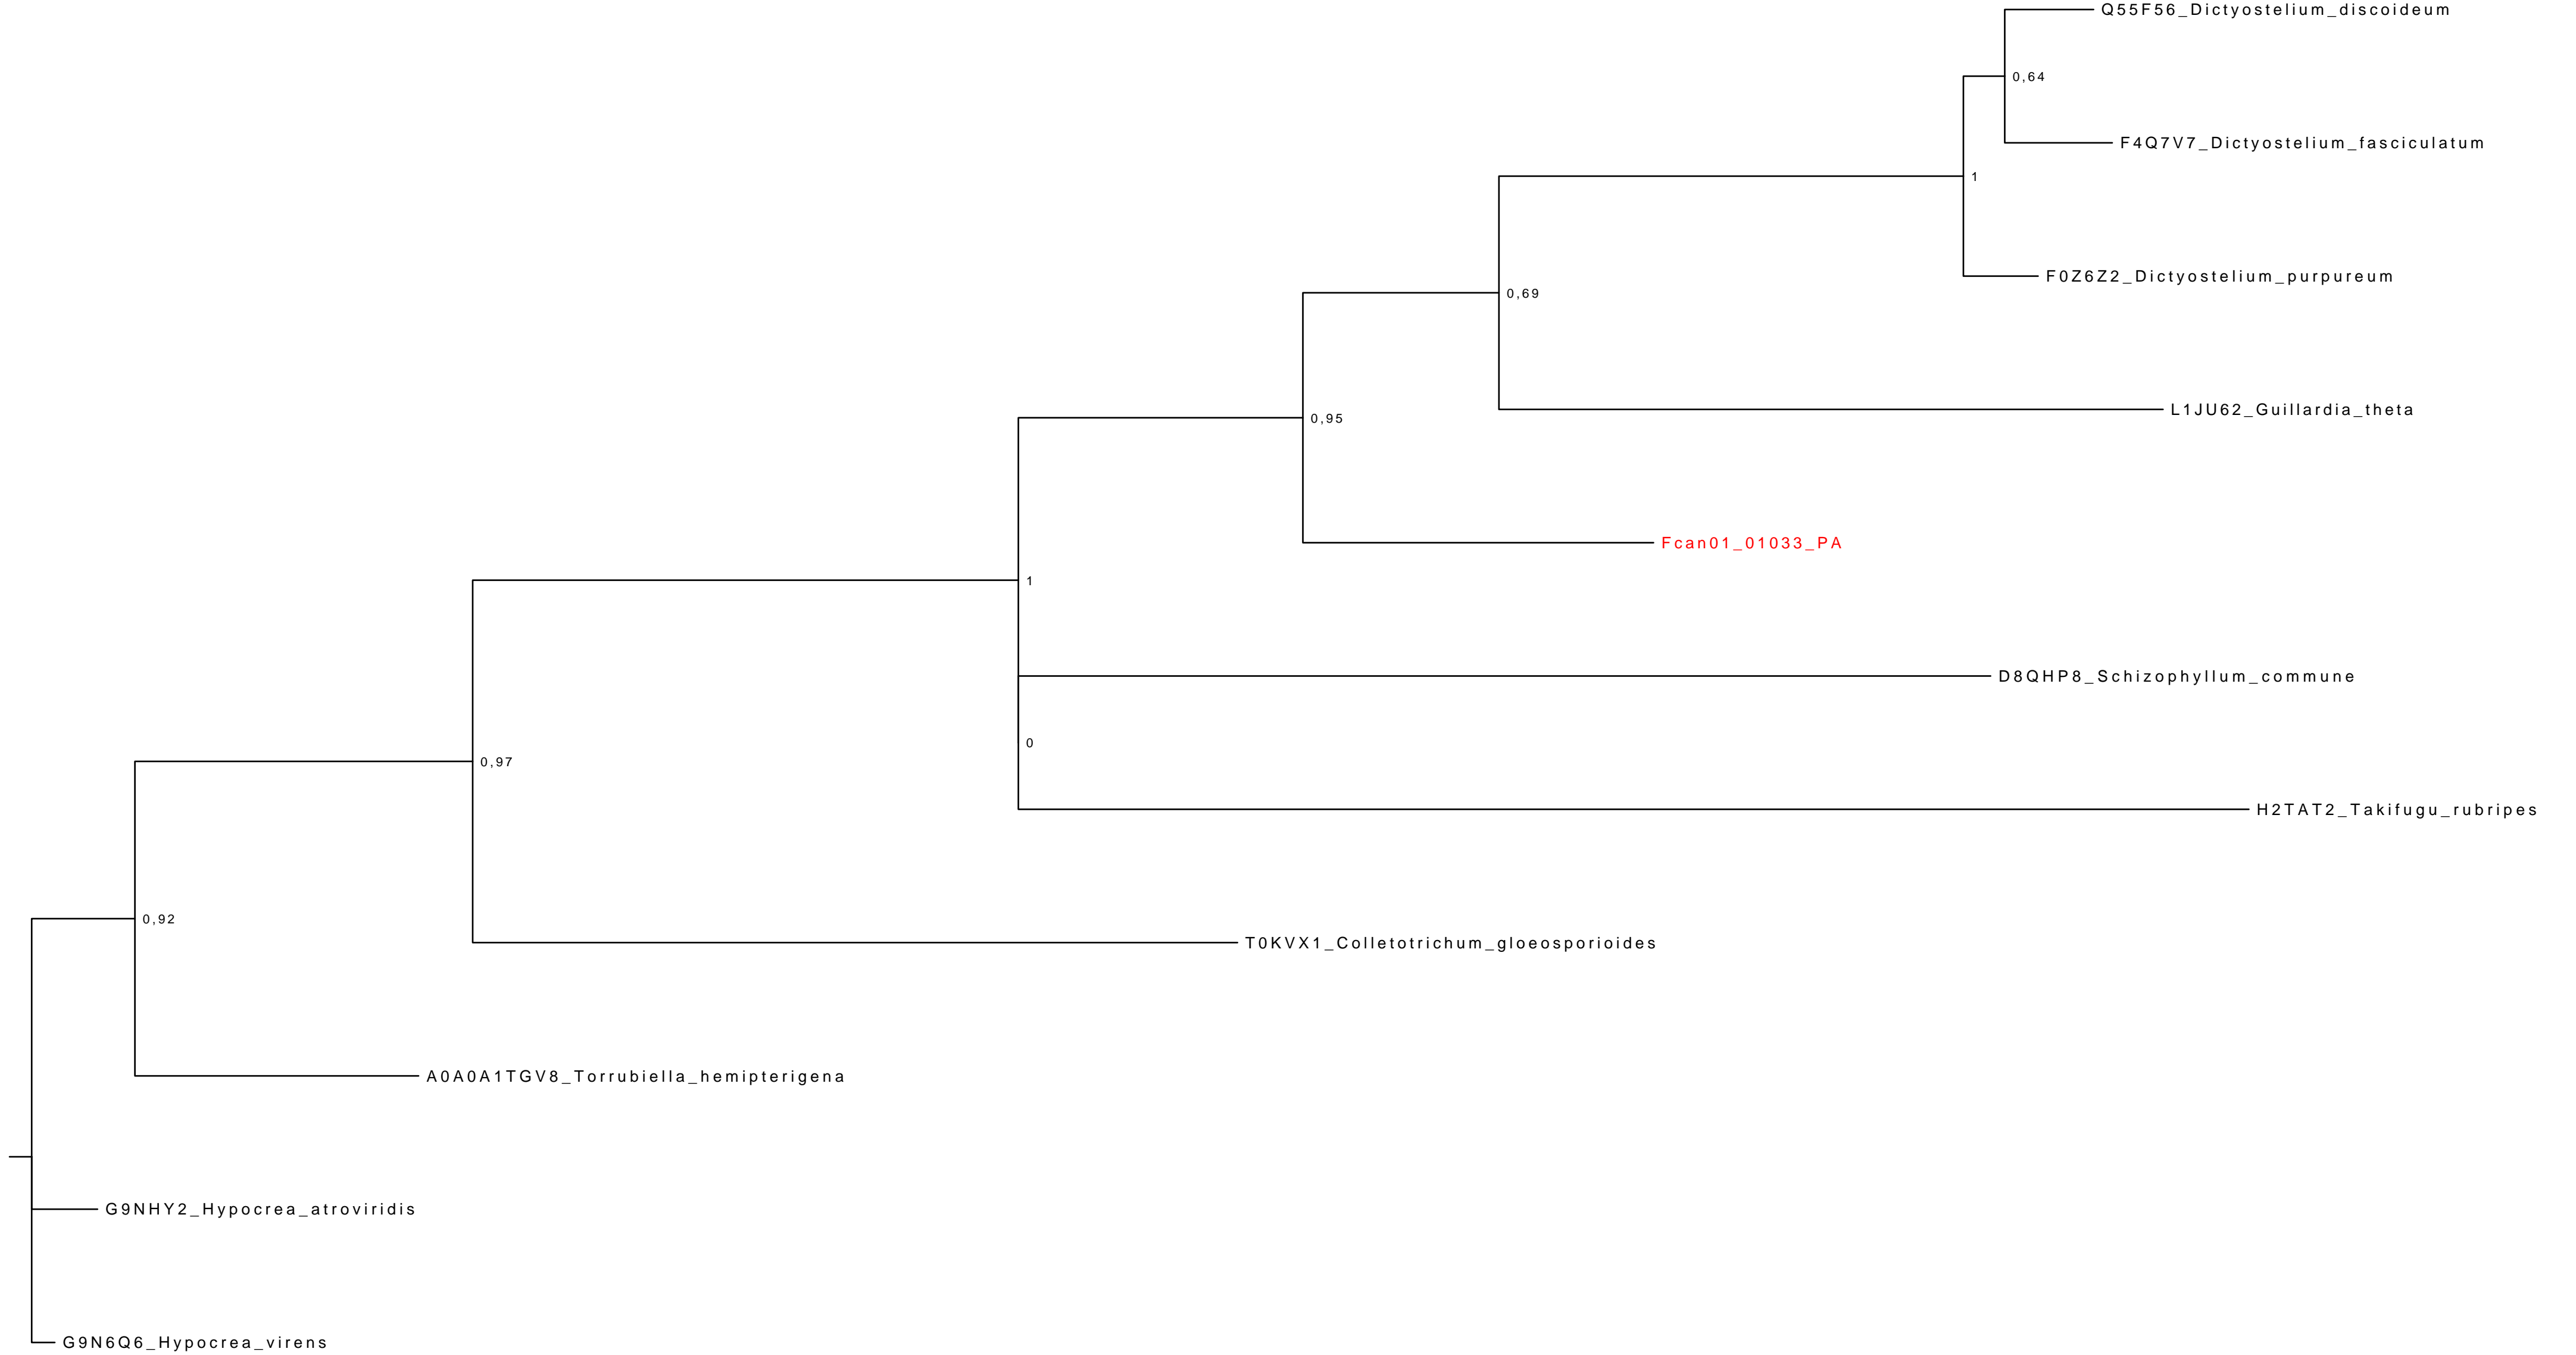 Q55F56_Dictyostelium_discoideum
0,64
F4Q7V7_Dictyostelium_fasciculatum
1
F0Z6Z2_Dictyostelium_purpureum
0,69
L1JU62_Guillardia_theta
0,95
Fcan01_01033_PA
1
D8QHP8_Schizophyllum_commune
0
H2TAT2_Takifugu_rubripes
0,97
T0KVX1_Colletotrichum_gloeosporioides
0,92
A0A0A1TGV8_Torrubiella_hemipterigena
G9NHY2_Hypocrea_atroviridis
G9N6Q6_Hypocrea_virens